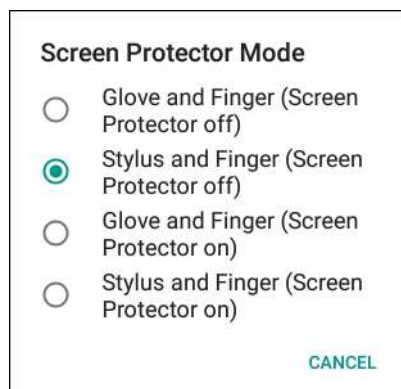 Screen Protector Mode
Glove and Finger (Screen
Protector off)
Stylus and Finger (Screen
Protector off)
Glove and Finger (Screen
Protector on)
Stylus and Finger (Screen
Protector on)
CANCEL